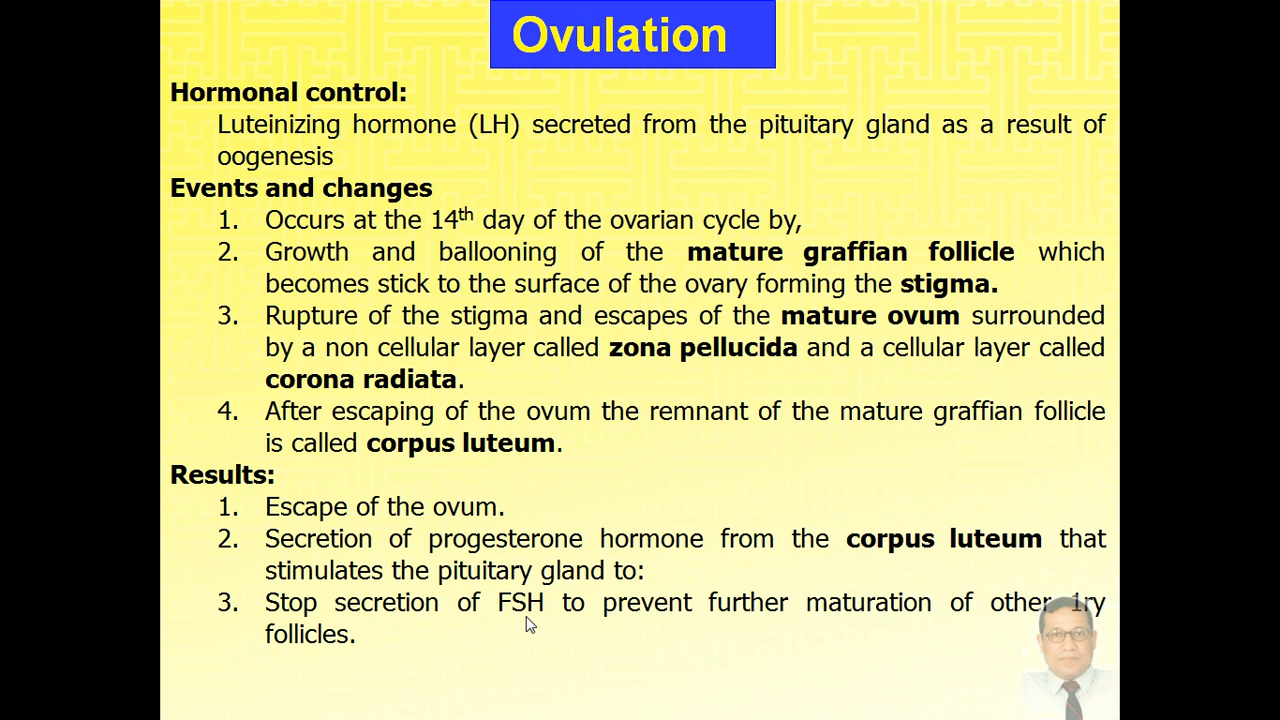 Ovulation
Hormonal control:
Luteinizing hormone (LH) secreted from the pituitary gland as a result of
oogenesis
Events and changes
1. Occurs at the 14th day of the ovarian cycle by,
2. Growth and ballooning of the mature graffian follicle which
becomes stick to the surface of the ovary forming the stigma.
3. Rupture of the stigma and escapes of the mature ovum surrounded
by a non cellular layer called zona pellucida and a cellular layer called
corona radiata.
4. After escaping of the ovum the remnant of the mature graffian follicle
is called corpus luteum.
Results:
1. Escape of the ovum.
2. Secretion of progesterone hormone from the corpus luteum that
stimulates the pituitary gland to:
3. Stop secretion of FSH to prevent further maturation of other 1ry
follicles.